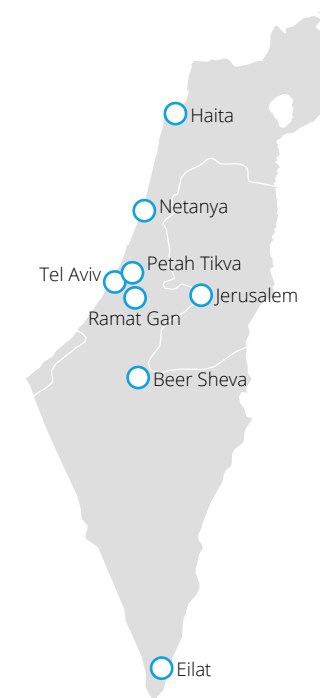 Haita
Netanya
Petah Tikva
Tel Aviv
Jerusalem
Ramat Gan
Beer Sheva
Eilat